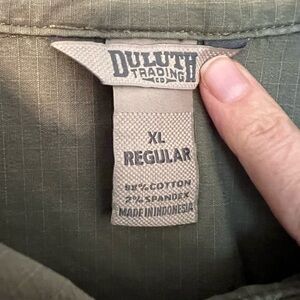 DULUTH
TRADING
CO
XL
REGULAR
98% COTTON
2% SPANDEX
MADE IN INDONESIA